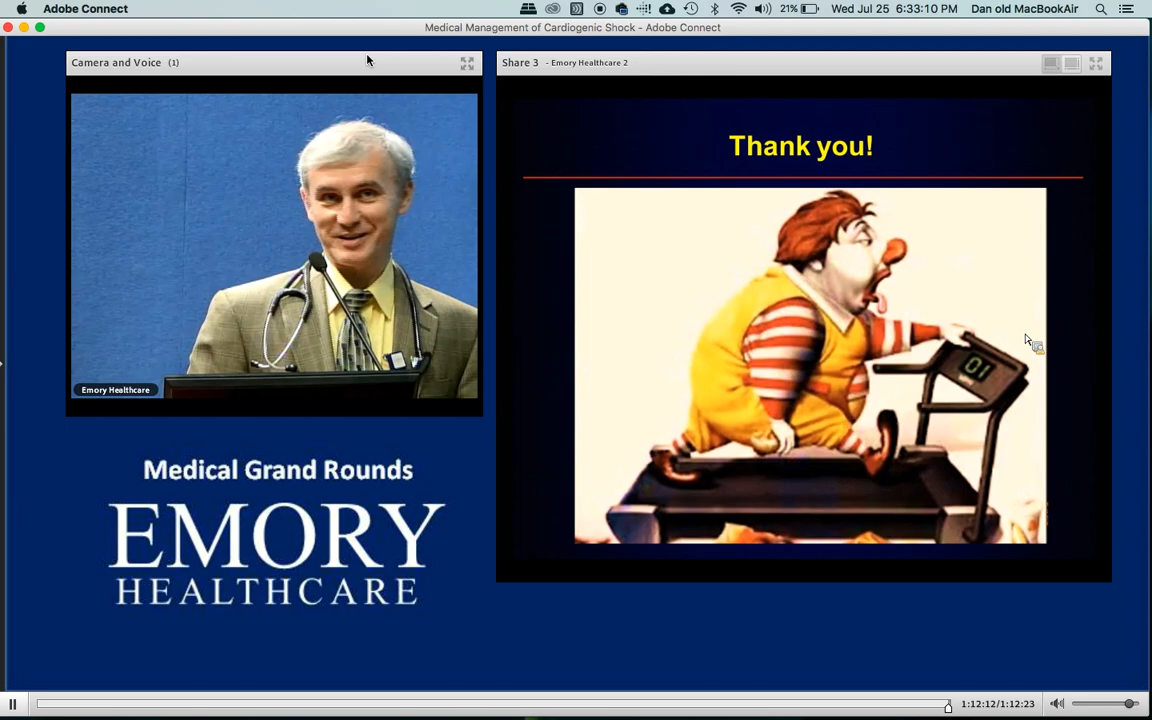 Adobe Connect
21%
Wed Jul 25 6:33:10 PM
Dan old MacBookAir
Medical Management of Cardiogenic Shock - Adobe Connect
Camera and Voice (1)
Share 3 - Emory Healthcare 2
Thank you!
01
Emory Healthcare
Medical Grand Rounds
EMORY
HEALTHCARE
1:12:12/1:12:23